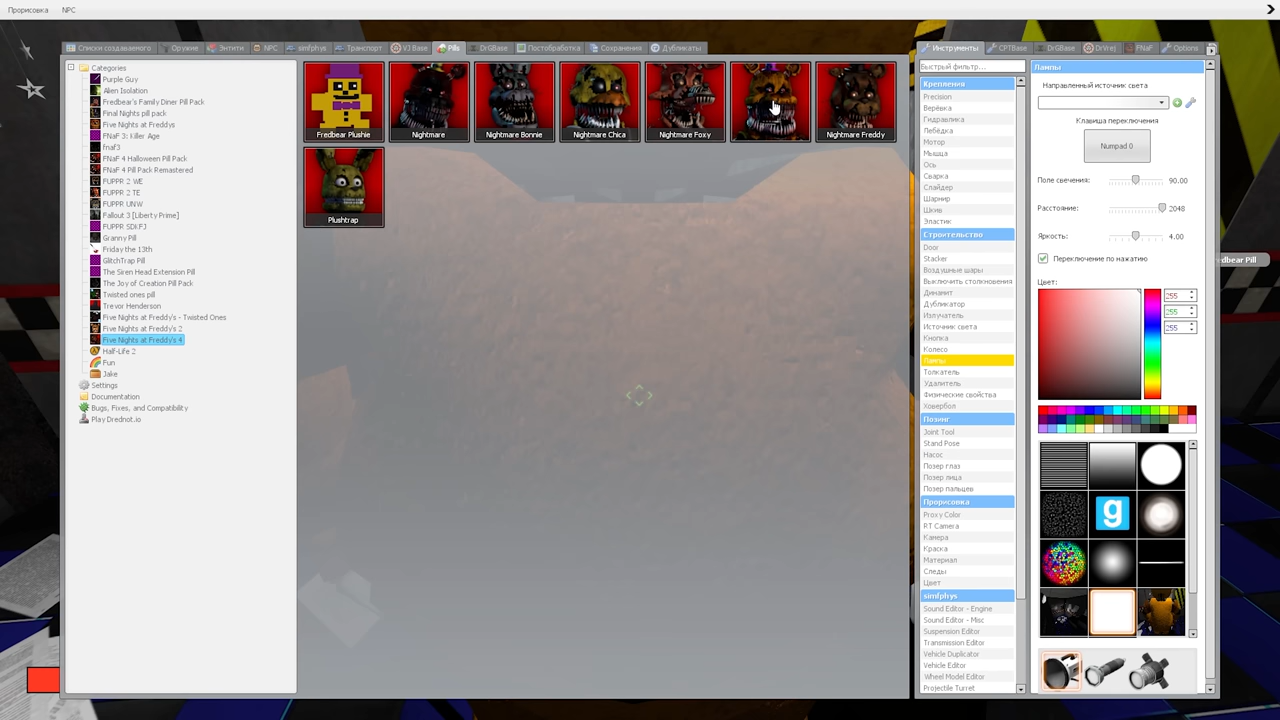 Прорисовка NPC
Списки создаваемого Оружие Энтити NPC simfphys Транспорт VJ Base Pills DrGBase Постобработка Сохранения Дубликаты
Categories
Purple Guy
Alien Isolation
Fredbear's Family Diner Pill Pack
Final Nights pill pack
Five Nights at Freddys
FNaF 3: Killer Age
fnaf3
FNaF 4 Halloween Pill Pack
FNaF 4 Pill Pack Remastered
FUPPR 2 WE
FUPPR 2 TE
FUPPR UNW
Fallout 3 [Liberty Prime]
FUPPR SDI.FJ
Granny Pill
Friday the 13th
GlitchTrap Pill
The Siren Head Extension Pill
The Joy of Creation Pill Pack
Twisted ones pill
Trevor Henderson
Five Nights at Freddy's - Twisted Ones
Five Nights at Freddy's 2
Five Nights at Freddy's 4
Half-Life 2
Fun
Jake
Settings
Documentation
Bugs, Fixes, and Compatibility
Play Drednot.io
Fredbear Plushie Nightmare Nightmare Bonnie Nightmare Chica Nightmare Foxy Nightmare Freddy
Plushtrap
Инструменты CPTBase DrGBase DrVrej FNaF Options
Быстрый фильтр...
Крепления
Precision
Верёвка
Гидравлика
Лебёдка
Мотор
Мышца
Ось
Сварка
Слайдер
Шарнир
Шкив
Эластик
Строительство
Door
Stacker
Воздушные шары
Выключить столкновения
Динамит
Дубликатор
Излучатель
Источник света
Кнопка
Колесо
Лампы
Толкатель
Удалитель
Физические свойства
Ховербол
Позинг
Joint Tool
Stand Pose
Насос
Позер глаз
Позер лица
Позер пальцев
Прорисовка
Proxy Color
RT Camera
Камера
Краска
Материал
Следы
Цвет
simfphys
Sound Editor - Engine
Sound Editor - Misc
Suspension Editor
Transmission Editor
Vehicle Duplicator
Vehicle Editor
Wheel Model Editor
Projectile Turret
Лампы
Направленный источник света
Клавиша переключения
Numpad 0
Поле свечения: 90.00
Расстояние: 2048
Яркость: 4.00
Переключение по нажатию
Цвет:
255
255
255
g
edbear Pill